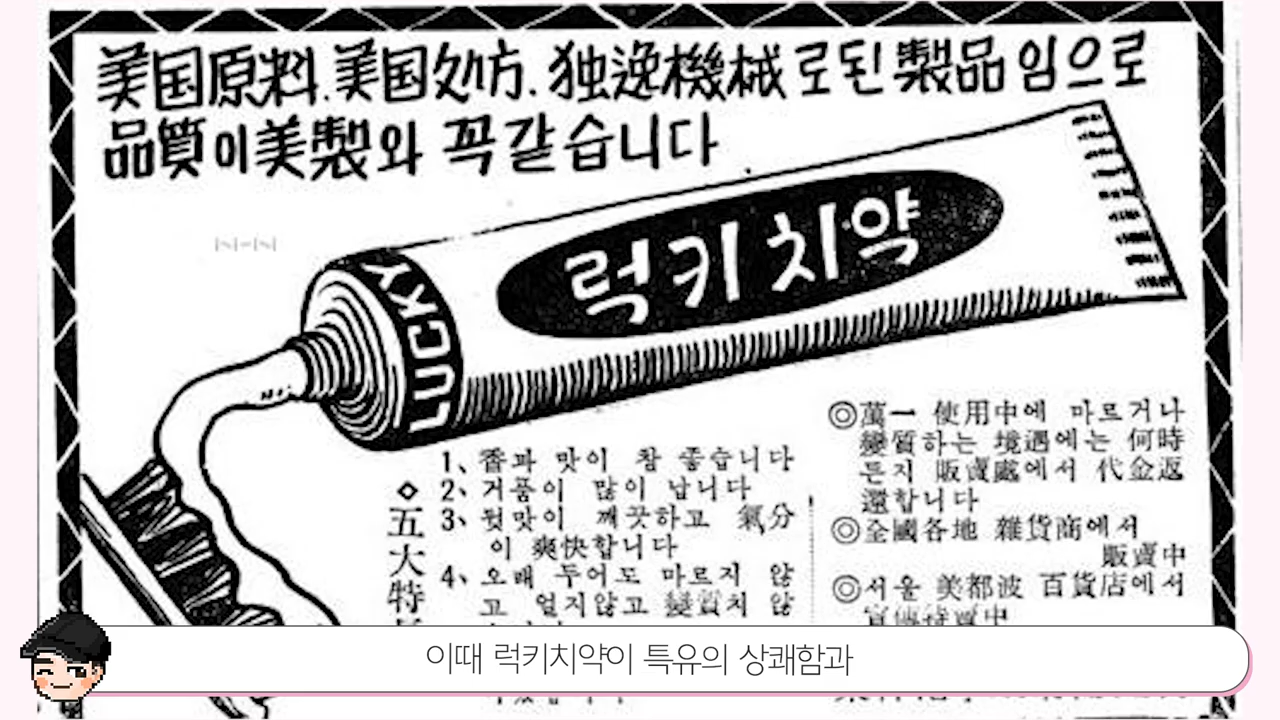 美国原料. 美国処方. 独逸機械로된 製品임으로
品質이美製와 꼭같습니다
럭키치약
LUCKY
◇五大特
1、香과 맛이 참 좋습니다
2、거품이 많이 납니다
3、뒷맛이 깨끗하고 氣分
이 爽快합니다
4、오래 두어도 마르지 않
고 얼지않고 變質치 않
◎萬一 使用中에 마르거나
變質하는 境遇에는 何時
든지 販賣處에서 代金返
還합니다
◎全國各地 雜貨商에서
販賣中
◎서울 美都波 百貨店에서
이때 럭키치약이 특유의 상쾌함과